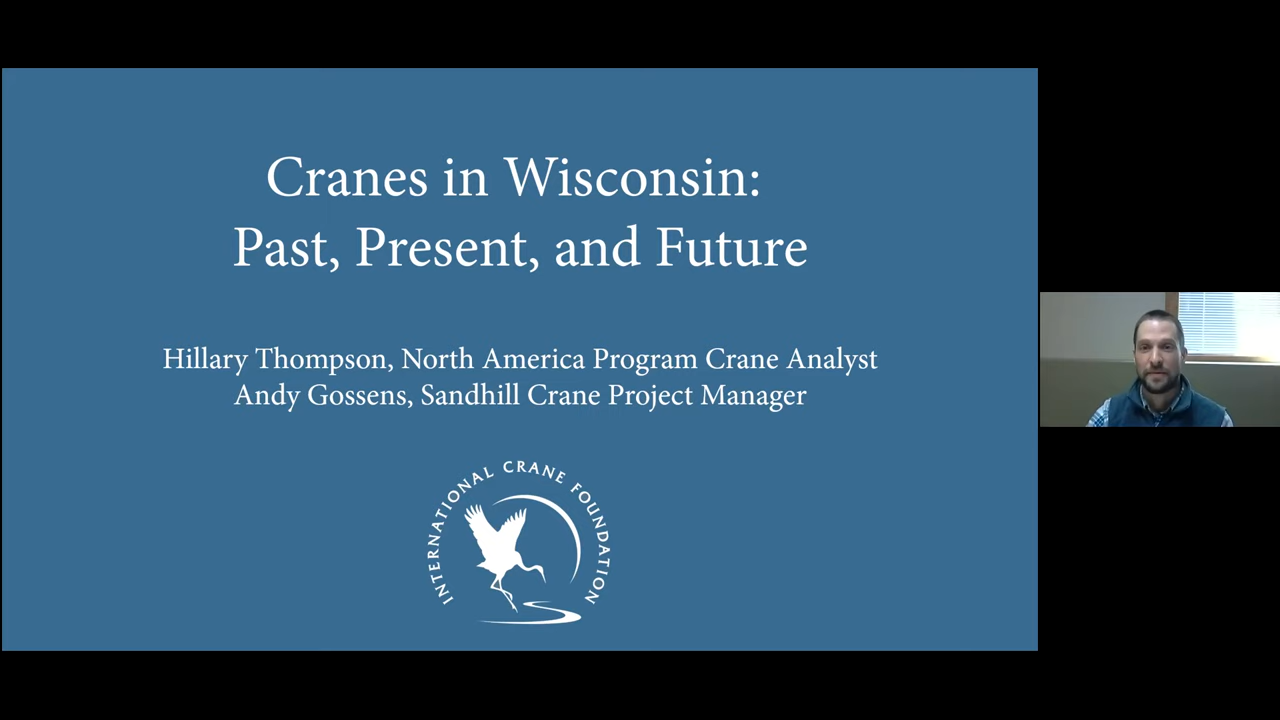 Cranes in Wisconsin:
Past, Present, and Future
Hillary Thompson, North America Program Crane Analyst
Andy Gossens, Sandhill Crane Project Manager
INTERNATIONAL CRANE FOUNDATION